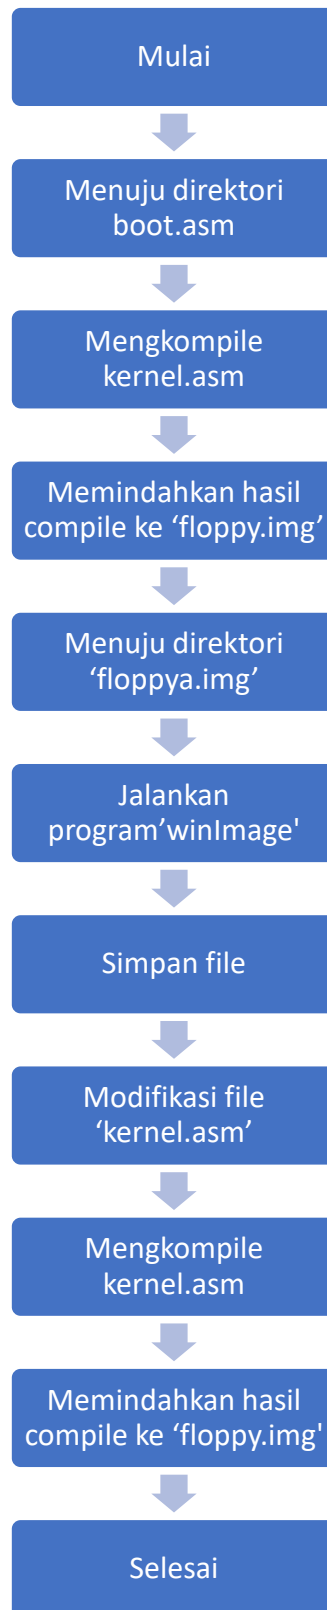 Mulai
Menuju direktori
boot.asm
Mengkompile
kernel.asm
Memindahkan hasil
compile ke ‘floppy.img’
Menuju direktori
‘floppya.img’
Jalankan
program’winImage'
Simpan file
Modifikasi file
‘kernel.asm’
Mengkompile
kernel.asm
Memindahkan hasil
compile ke ‘floppy.img'
Selesai